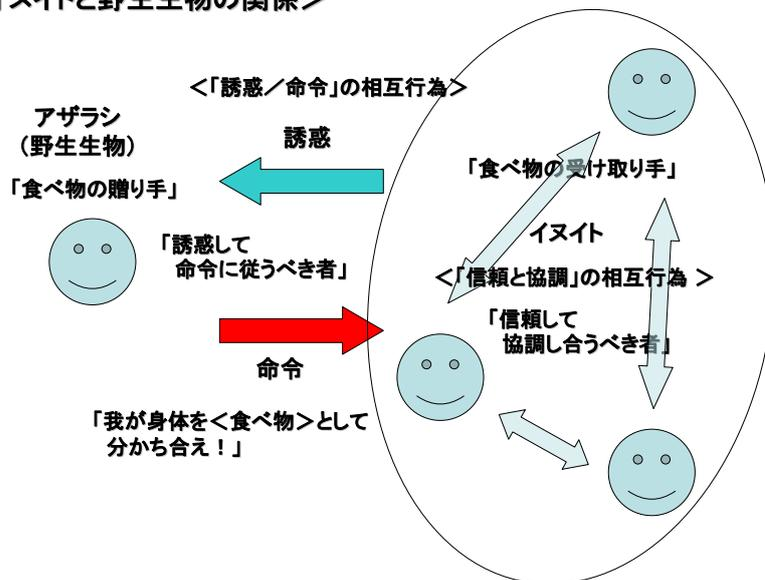 イヌイトと野生生物の関係＞
＜「誘惑／命令」の相互行為＞
アザラシ
（野生生物）
「食べ物の贈り手」
誘惑
「誘惑して
命令に従うべき者」
命令
「我が身体を＜食べ物＞として
分かち合え！」
「食べ物の受け取り手」
イヌイト
＜「信頼と協調」の相互行為 ＞
「信頼して
協調し合うべき者」